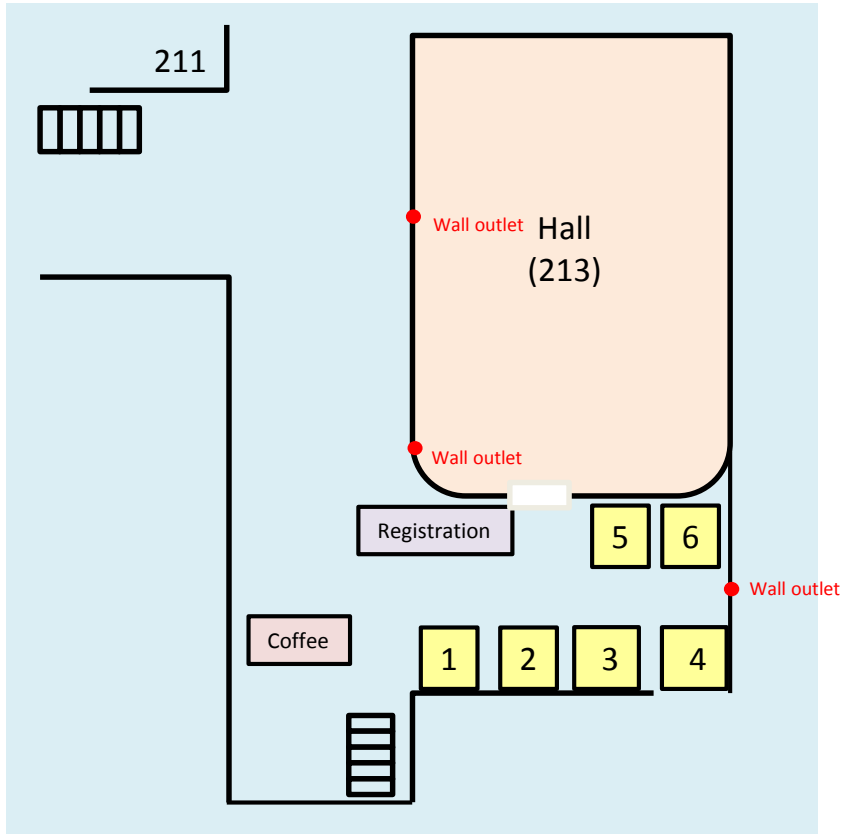 211
Wall outlet
Hall
(213)
Wall outlet
Registration
5
6
Wall outlet
Coffee
1
2
3
4